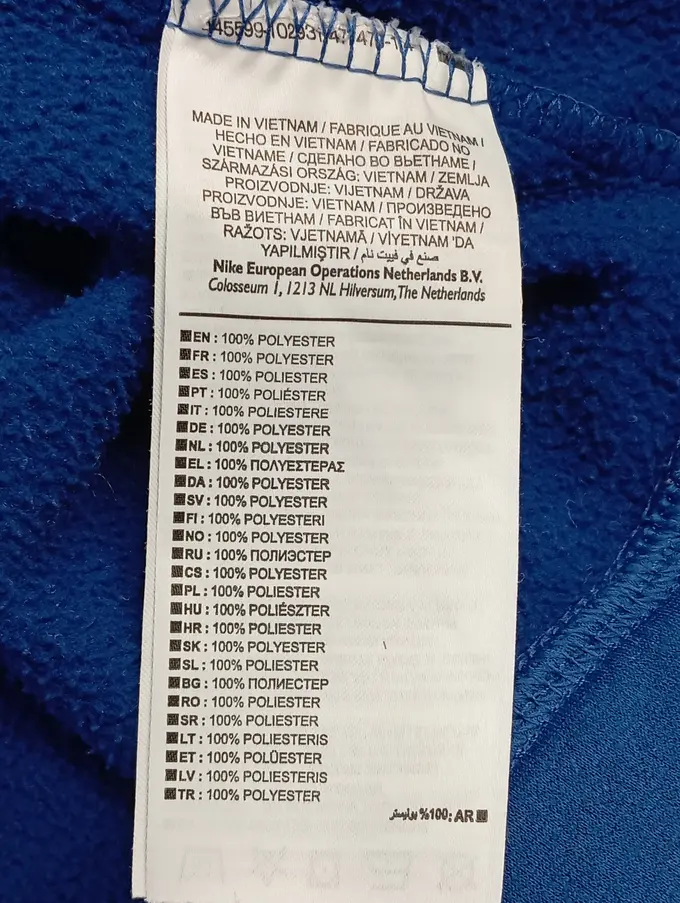 MADE IN VIETNAM / FABRIQUE AU VIETNAM /
HECHO EN VIETNAM / FABRICADO NO
VIETNAME / СДЕЛАНО ВО ВЬЕТНАМЕ /
SZÁRMAZÁSI ORSZÁG: VIETNAM / ZEMLJA
PROIZVODNJE: VIJETNAM / DRŽAVA
PROIZVODNJE: VIETNAM / ПРОИЗВЕДЕНО
ВЪВ ВИЕТНАМ / FABRICAT ÎN VIETNAM /
RAŽOTS: VJETNAMĀ / VİYETNAM 'DA
YAPILMIŞTIR / صنع في فييت نام
Nike European Operations Netherlands B.V.
Colosseum 1, 1213 NL Hilversum, The Netherlands
EN : 100% POLYESTER
FR : 100% POLYESTER
ES : 100% POLIESTER
PT : 100% POLIÉSTER
IT : 100% POLIESTERE
DE : 100% POLYESTER
NL : 100% POLYESTER
EL : 100% ΠΟΛΥΕΣΤΕΡΑΣ
DA : 100% POLYESTER
SV : 100% POLYESTER
FI : 100% POLYESTERI
NO : 100% POLYESTER
RU : 100% ПОЛИЭСТЕР
CS : 100% POLYESTER
PL : 100% POLIESTER
HU : 100% POLIÉSZTER
HR : 100% POLIESTER
SK : 100% POLYESTER
SL : 100% POLIESTER
BG : 100% ПОЛИЕСТЕР
RO : 100% POLIESTER
SR : 100% POLIESTER
LT : 100% POLIESTERIS
ET : 100% POLÜESTER
LV : 100% POLIESTERIS
TR : 100% POLYESTER
AR :100% بوليستر